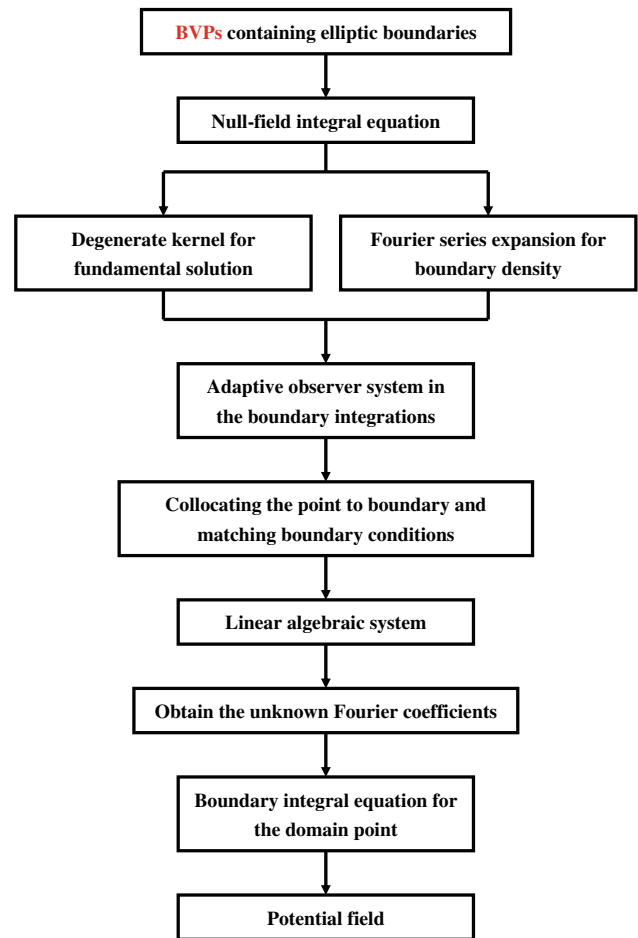 BVPs containing elliptic boundaries
Null-field integral equation
Degenerate kernel for
fundamental solution
Fourier series expansion for
boundary density
Adaptive observer system in
the boundary integrations
Collocating the point to boundary and
matching boundary conditions
Linear algebraic system
Obtain the unknown Fourier coefficients
Boundary integral equation for
the domain point
Potential field